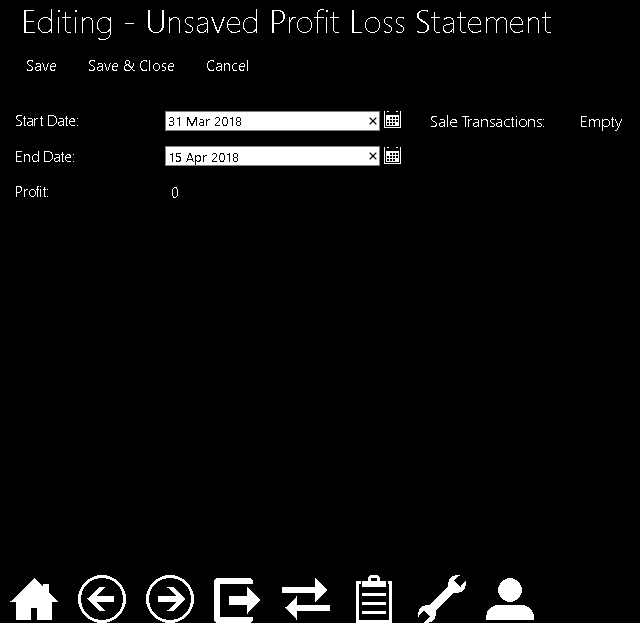 Editing - Unsaved Profit Loss Statement
Save Save & Close Cancel
Start Date: 31 Mar 2018 × Sale Transactions: Empty
End Date: 15 Apr 2018 ×
Profit: 0